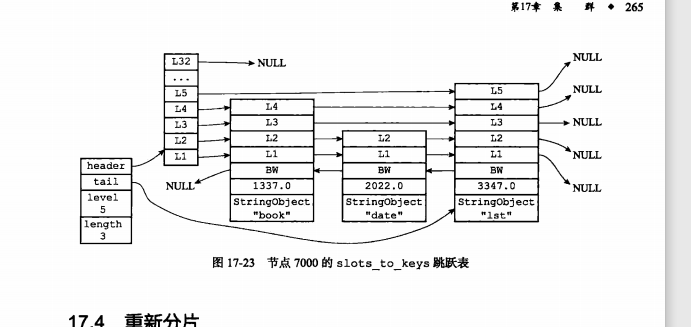 第17章 集 群 ◆ 265
L32
NULL
NULL
...
L5
L5
NULL
L4
L4
L4
L3
L3
L3
NULL
L2
L2
L2
L2
NULL
L1
L1
L1
L1
header
BW
BW
BW
tail
NULL
1337.0
2022.0
3347.0
NULL
level
5
StringObject
"book"
StringObject
"date"
StringObject
"lst"
length
3
图 17-23 节点 7000 的 slots_to_keys 跳跃表
17.4 重新分片